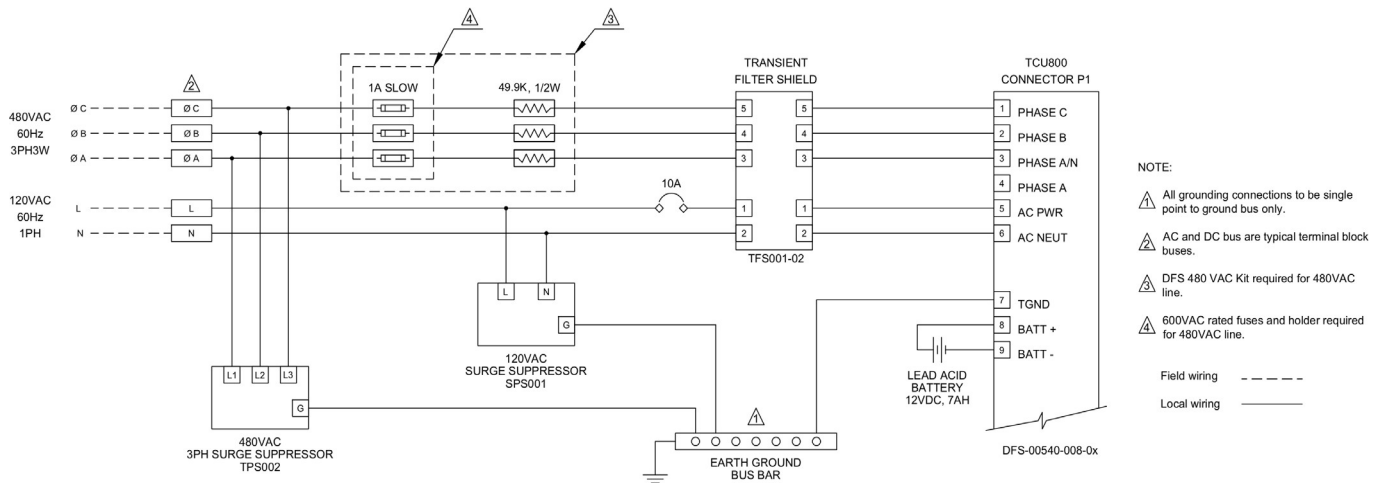 4
3
TRANSIENT
FILTER SHIELD
TCU800
CONNECTOR P1
2
1A SLOW
49.9K, 1/2W
480VAC
60Hz
3PH3W
Ø C
Ø C
5
5
1
PHASE C
Ø B
Ø B
4
4
2
PHASE B
Ø A
Ø A
3
3
3
PHASE A/N
4
PHASE A
10A
120VAC
60Hz
1PH
L
L
1
1
5
AC PWR
N
N
2
2
6
AC NEUT
TFS001-02
NOTE:
1 All grounding connections to be single
point to ground bus only.
2 AC and DC bus are typical terminal block
buses.
3 DFS 480 VAC Kit required for 480VAC
line.
4 600VAC rated fuses and holder required
for 480VAC line.
Field wiring
Local wiring
L
N
G
120VAC
SURGE SUPPRESSOR
SPS001
7
TGND
8
BATT +
9
BATT -
LEAD ACID
BATTERY
12VDC, 7AH
L1
L2
L3
G
480VAC
3PH SURGE SUPPRESSOR
TPS002
1
EARTH GROUND
BUS BAR
DFS-00540-008-0x